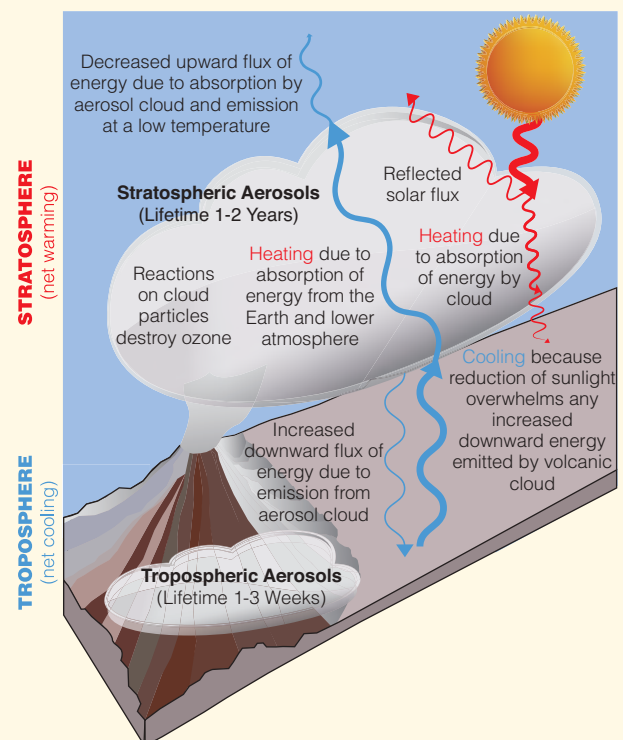 Decreased upward flux of
energy due to absorption by
aerosol cloud and emission
at a low temperature
STRATOSPHERE
(net warming)
Stratospheric Aerosols
(Lifetime 1-2 Years)
Reflected
solar flux
Reactions
on cloud
particles
destroy ozone
Heating due to
absorption of
energy from the
Earth and lower
atmosphere
Heating due
to absorption
of energy by
cloud
TROPOSPHERE
(net cooling)
Increased
downward flux of
energy due to
emission from
aerosol cloud
Cooling because
reduction of sunlight
overwhelms any
increased
downward energy
emitted by volcanic
cloud
Tropospheric Aerosols
(Lifetime 1-3 Weeks)